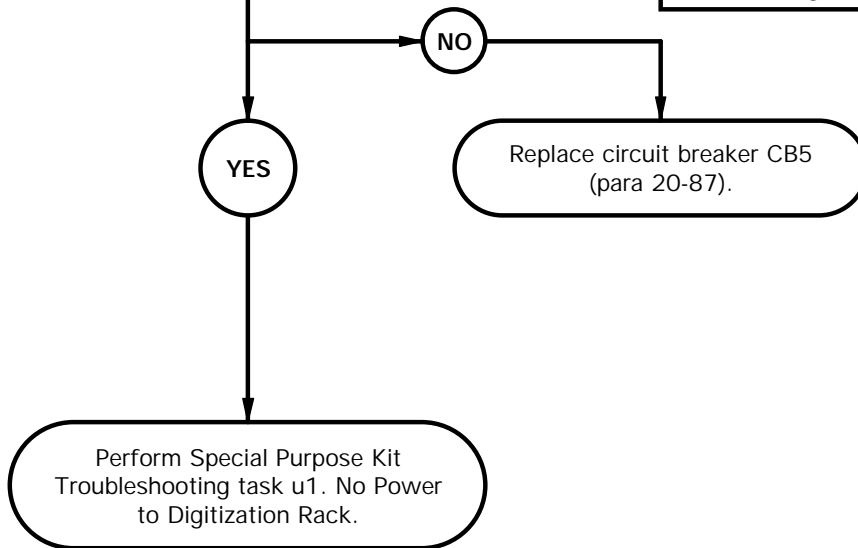 NO
YES
Replace circuit breaker CB5
(para 20-87).
Perform Special Purpose Kit
Troubleshooting task u1. No Power
to Digitization Rack.